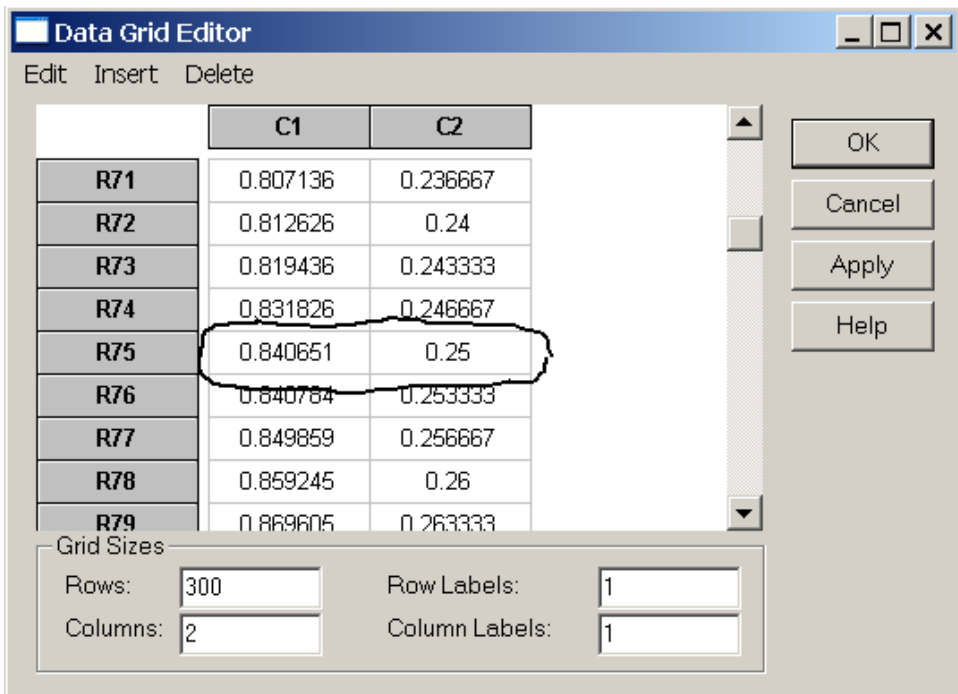 Data Grid Editor
Edit Insert Delete
C1 C2
R71 0.807136 0.236667
R72 0.812626 0.24
R73 0.819436 0.243333
R74 0.831826 0.246667
R75 0.840651 0.25
R76 0.840784 0.253333
R77 0.849859 0.256667
R78 0.859245 0.26
R79 0.869605 0.263333
OK
Cancel
Apply
Help
Grid Sizes
Rows: 300 Row Labels: 1
Columns: 2 Column Labels: 1